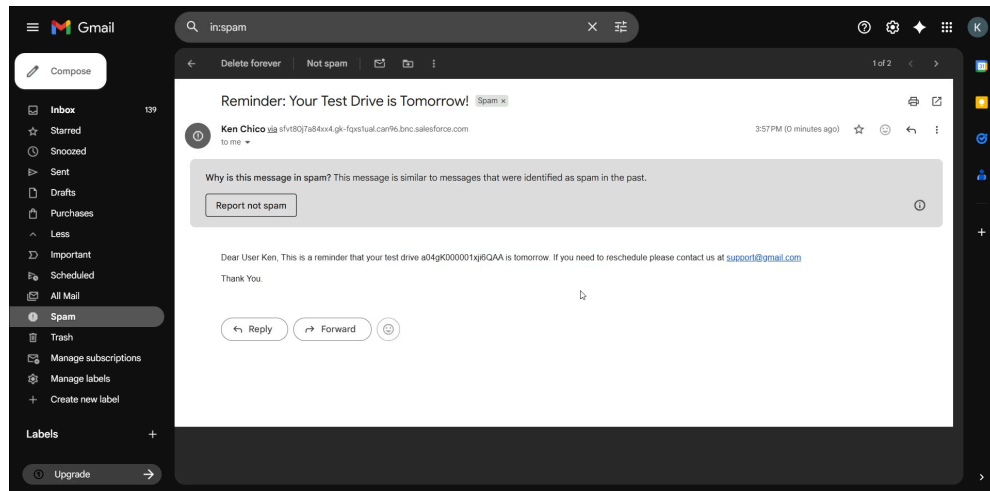 Gmail
in:spam
K
Compose
Delete forever
Not spam
1 of 2
Inbox 139
Starred
Snoozed
Sent
Drafts
Purchases
Less
Important
Scheduled
All Mail
Spam
Trash
Manage subscriptions
Manage labels
Create new label
Labels
Upgrade
Reminder: Your Test Drive is Tomorrow! Spam ×
Ken Chico via sfvt80j7a84xx4.gk-fqxs1ual.can96.bnc.salesforce.com 3:57 PM (0 minutes ago)
to me
Why is this message in spam? This message is similar to messages that were identified as spam in the past.
Report not spam
Dear User Ken, This is a reminder that your test drive a04gK000001xji6QAA is tomorrow. If you need to reschedule please contact us at support@gmail.com
Thank You.
Reply
Forward
31